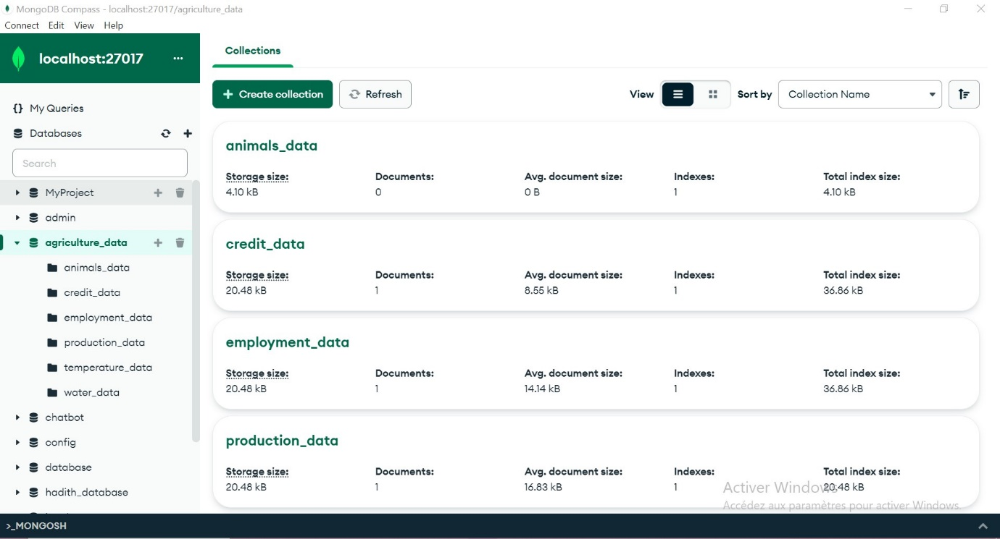 MongoDB Compass - localhost:27017/agriculture_data
Connect Edit View Help
localhost:27017 ...
{} My Queries
Databases
Search
MyProject
admin
agriculture_data
animals_data
credit_data
employment_data
production_data
temperature_data
water_data
chatbot
config
database
hadith_database
Collections
+ Create collection Refresh View Sort by Collection Name
animals_data
Storage size: Documents: Avg. document size: Indexes: Total index size:
4.10 kB 0 0 B 1 4.10 kB
credit_data
Storage size: Documents: Avg. document size: Indexes: Total index size:
20.48 kB 1 8.55 kB 1 36.86 kB
employment_data
Storage size: Documents: Avg. document size: Indexes: Total index size:
20.48 kB 1 14.14 kB 1 36.86 kB
production_data
Storage size: Documents: Avg. document size: Indexes: Total index size:
20.48 kB 1 16.83 kB 1 20.48 kB
Activer Windows
Accédez aux paramètres pour activer Windows.
>_MONGOSH